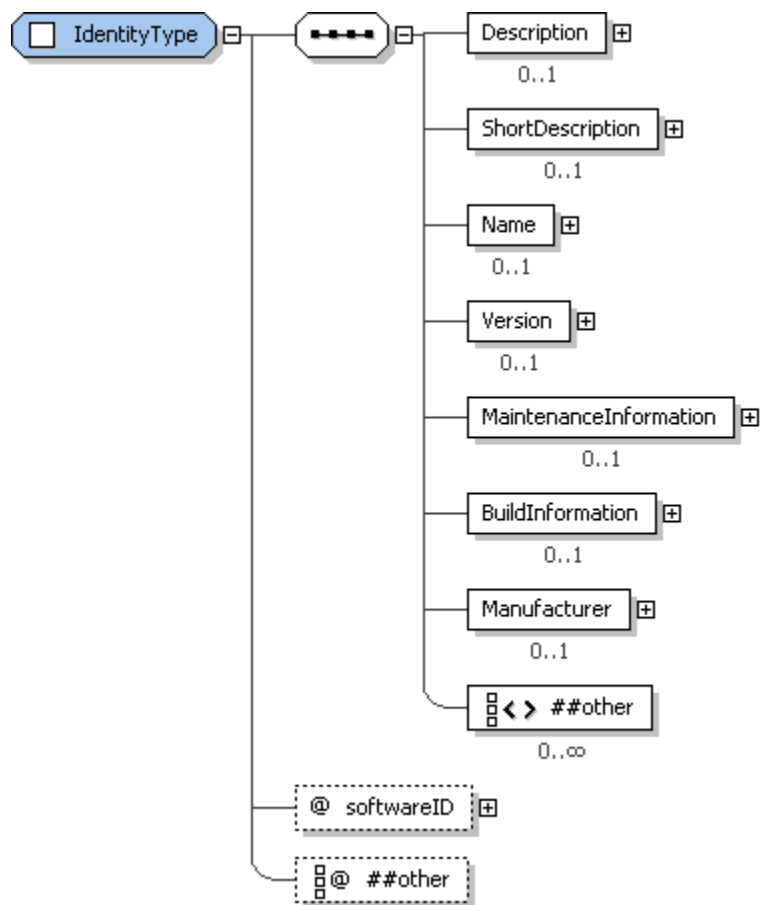 IdentityType
Description
0..1
ShortDescription
0..1
Name
0..1
Version
0..1
MaintenanceInformation
0..1
BuildInformation
0..1
Manufacturer
0..1
<> ##other
0..∞
@ softwareID
@ ##other